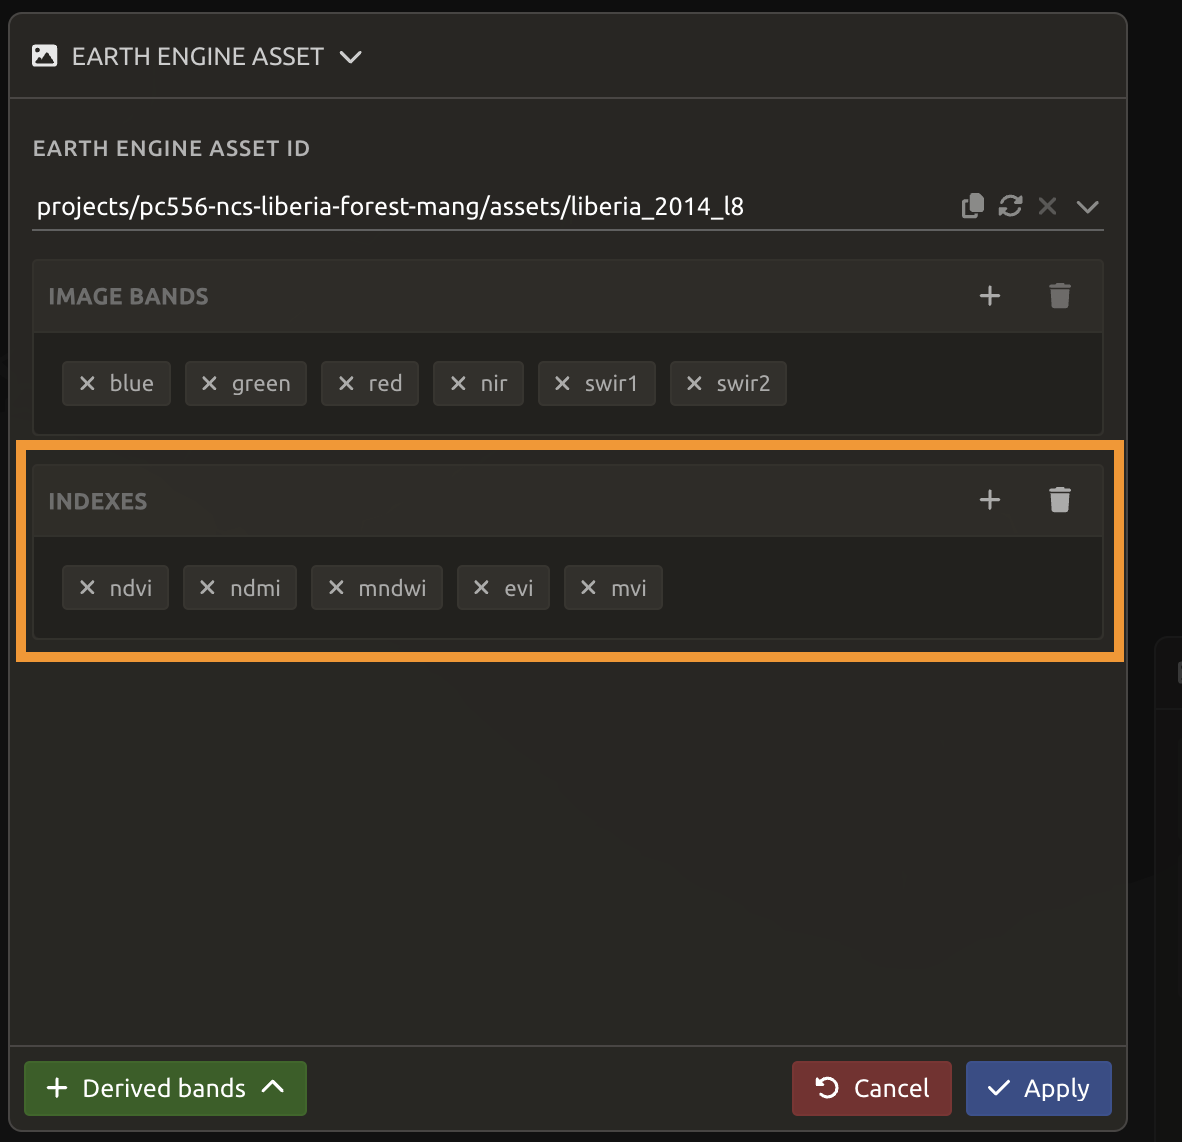 EARTH ENGINE ASSET
EARTH ENGINE ASSET ID
projects/pc556-ncs-liberia-forest-mang/assets/liberia_2014_l8
IMAGE BANDS
blue green red nir swir1 swir2
INDEXES
ndvi ndmi mndwi evi mvi
Derived bands Cancel Apply